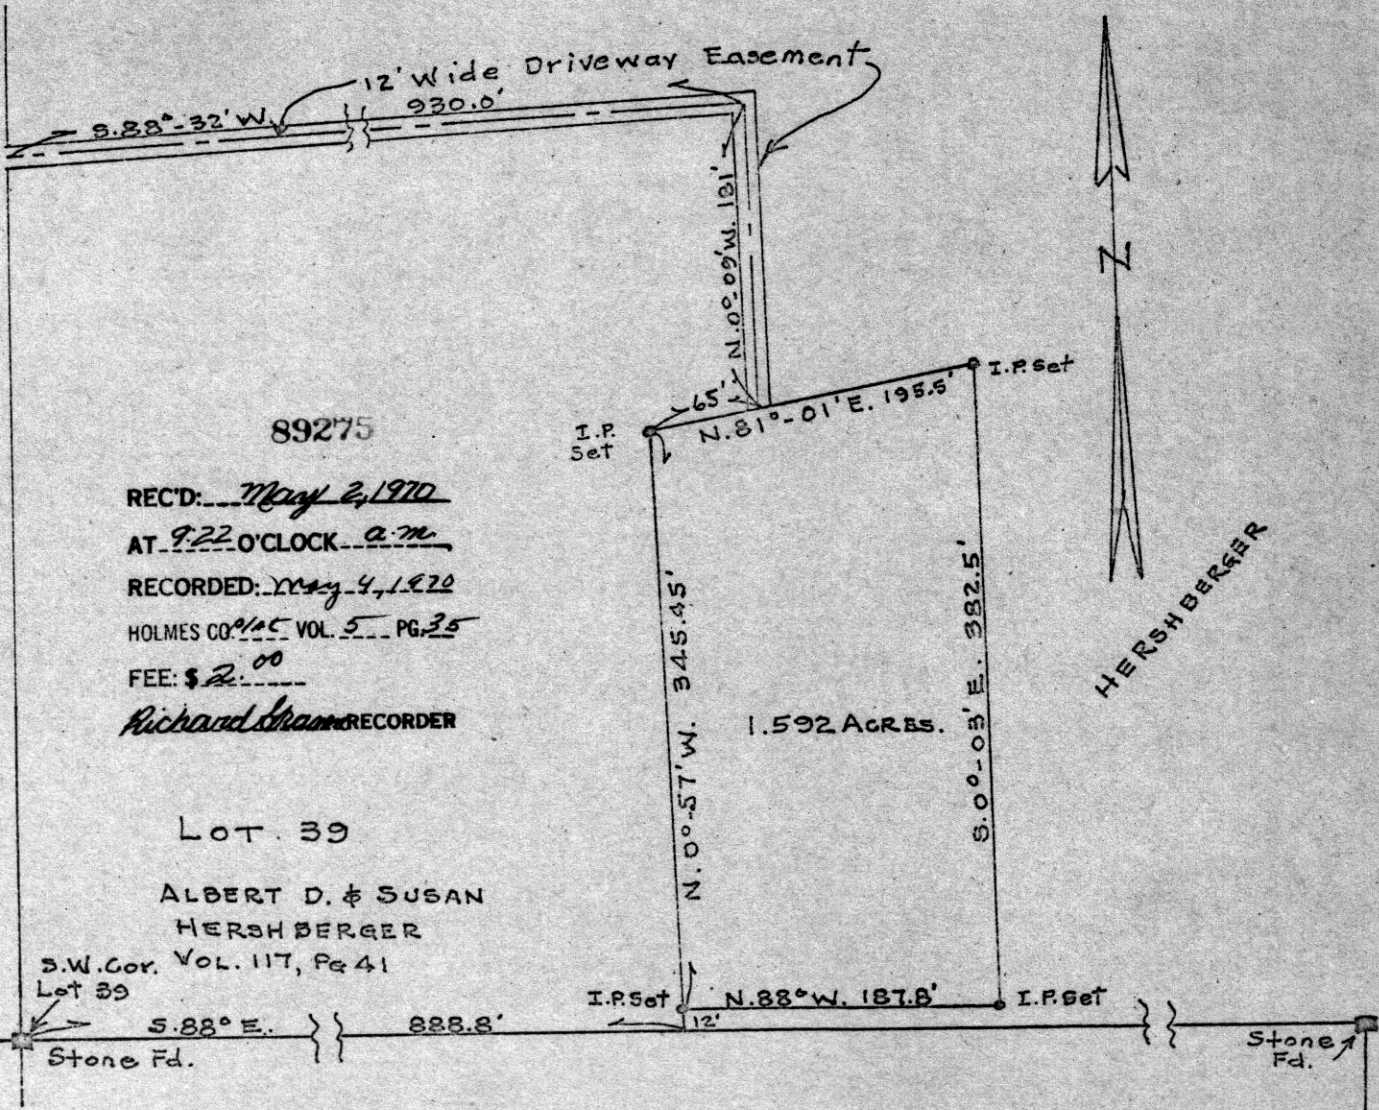 12' Wide Driveway Easement
S.88°-32' W.
930.0'
N.0°-09'W. 181'
65'
N.81°-01'E. 195.5'
I.P. Set
I.P.
Set
N
89275
REC'D: May 2, 1970
AT 9:22 O'CLOCK a.m.
RECORDED: May 4, 1970
HOLMES CO. Plat VOL. 5 PG. 35
FEE: $ 2.00
Richard RECORDER
N. 0°-57' W. 345.45'
1.592 ACRES.
S.0°-03' E. 382.5'
HERSHBERGER
LOT 39
ALBERT D. & SUSAN
HERSHBERGER
VOL. 117, PG 41
S.W. Cor.
Lot 39
I.P. Set
N.88° W. 187.8'
I.P. Set
S.88° E.
888.8'
12'
Stone Fd.
Stone
Fd.